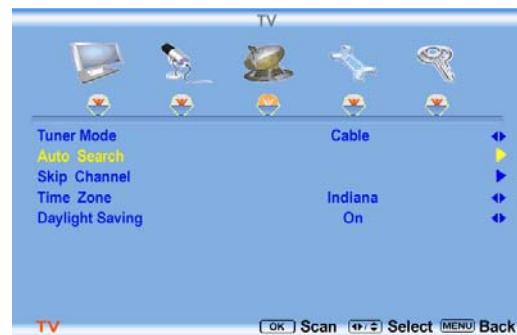 TV
Tuner Mode Cable
Auto Search
Skip Channel
Time Zone Indiana
Daylight Saving On
TV OK Scan Select MENU Back